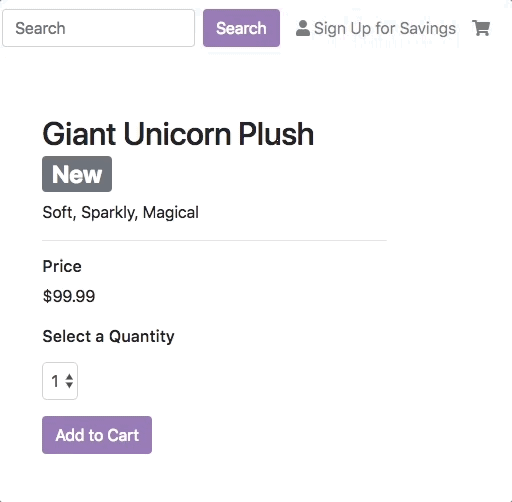 Search Search Sign Up for Savings
Giant Unicorn Plush
New
Soft, Sparkly, Magical
Price
$99.99
Select a Quantity
1
Add to Cart